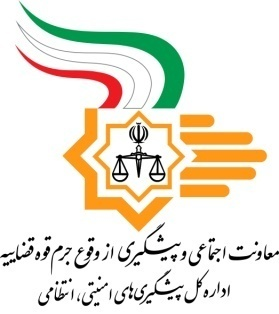 معاونت اجتماعی و پیشگیری از وقوع جرم قوه قضاییه
اداره کل پیشگیری‌های امنیتی، انتظامی